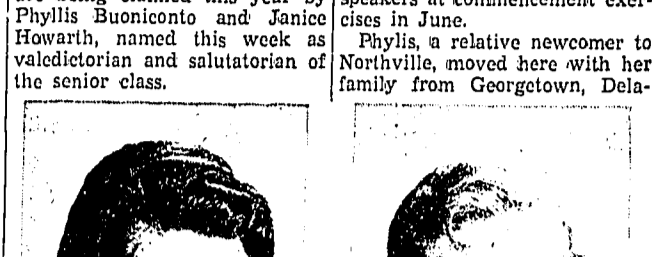 are being claimed this year by
Phyllis Buoniconto and Janice
Howarth, named this week as
valedictorian and salutatorian of
the senior class.
speakers at commencement exer-
cises in June.
Phylis, a relative newcomer to
Northville, moved here with her
family from Georgetown, Dela-